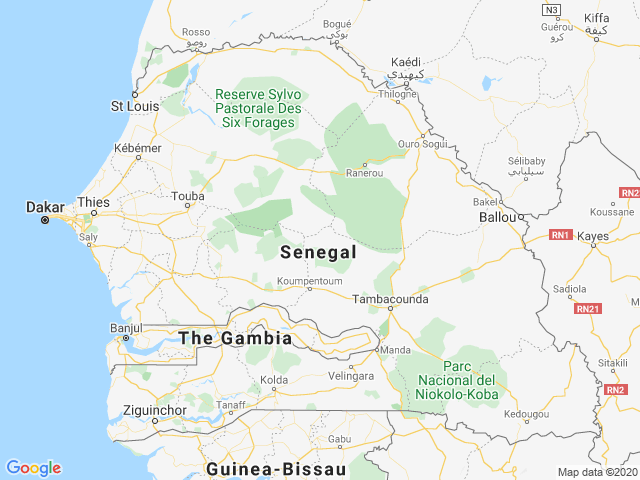 Bogué
بوكي
Rosso
روصو
N3
Guérou
كرو
Kiffa
كيفة
Kaédi
كيهيدي
Thilogne
Reserve Sylvo
Pastorale Des
Six Forages
St Louis
Ouro Sogui
Kébémer
Ranerou
Sélibaby
سيليبابي
Touba
Thies
Dakar
Bakel
Ballou
Koussane
RN1
Kayes
Saly
Senegal
Koumpentoum
Sadiola
Tambacounda
RN21
Banjul
The Gambia
Manda
Parc
Nacional del
Niokolo-Koba
Sitakili
Velingara
Kolda
RN2
Tanaff
Ziguinchor
Kedougou
Gabu
Guinea-Bissau
Google
Map data ©2020